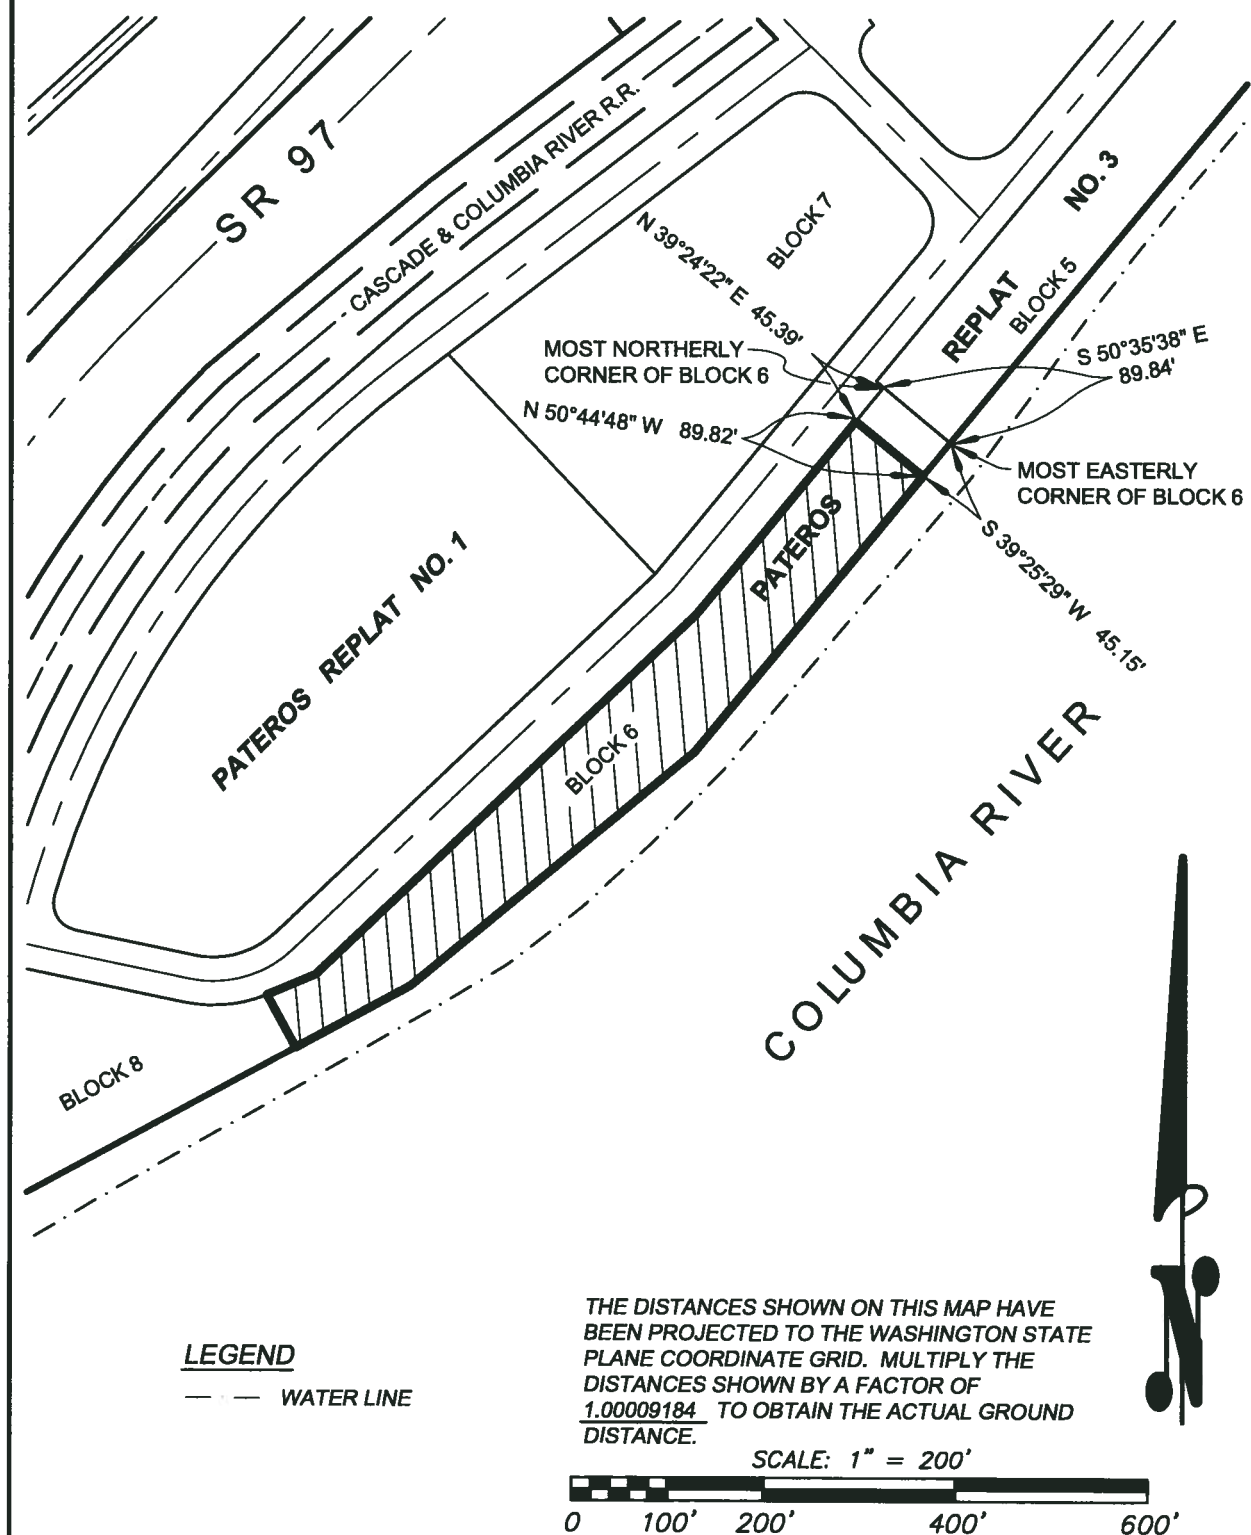 SR 97
CASCADE & COLUMBIA RIVER R.R.
BLOCK 7
NO. 3
REPLAT
BLOCK 5
N 39°24'22" E 45.39'
MOST NORTHERLY
CORNER OF BLOCK 6
S 50°35'38" E
89.84'
N 50°44'48" W 89.82'
MOST EASTERLY
CORNER OF BLOCK 6
PATEROS
S 39°25'29" W 45.15'
PATEROS REPLAT NO. 1
BLOCK 6
COLUMBIA RIVER
BLOCK 8
N
LEGEND
WATER LINE
THE DISTANCES SHOWN ON THIS MAP HAVE
BEEN PROJECTED TO THE WASHINGTON STATE
PLANE COORDINATE GRID. MULTIPLY THE
DISTANCES SHOWN BY A FACTOR OF
1.00009184 TO OBTAIN THE ACTUAL GROUND
DISTANCE.
SCALE: 1" = 200'
0 100' 200' 400' 600'